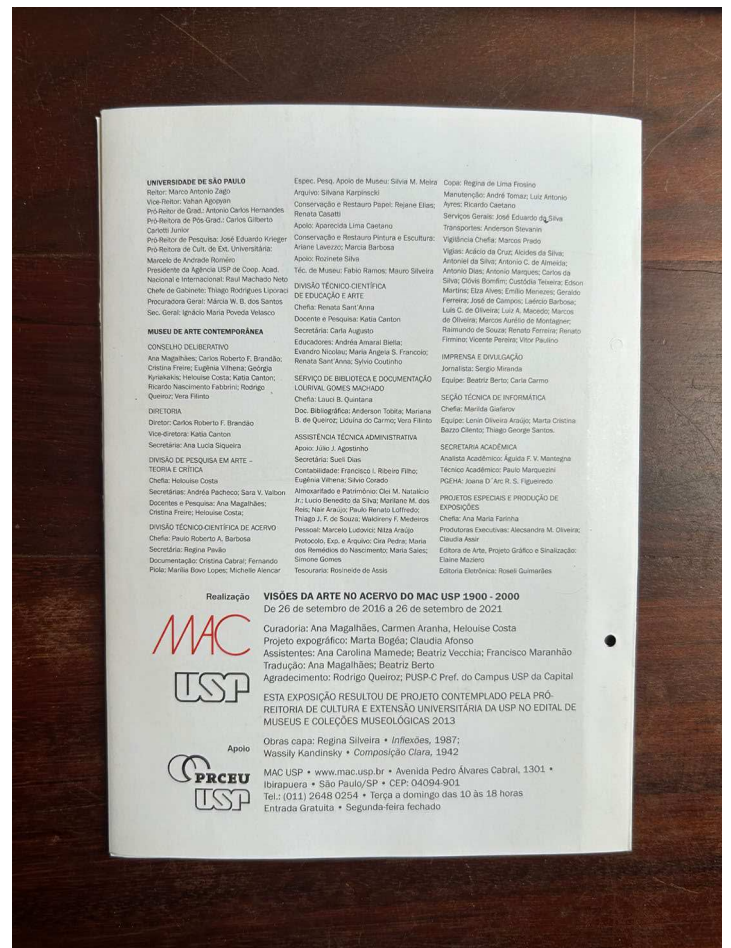 UNIVERSIDADE DE SÃO PAULO
Reitor: Marco Antonio Zago
Vice-Reitor: Vahan Agopyan
Pró-Reitor de Grad.: Antonio Carlos Hernandes
Pró-Reitora de Pós-Grad.: Carlos Gilberto
Carlotti Junior
Pró-Reitor de Pesquisa: José Eduardo Krieger
Pró-Reitora de Cult. de Ext. Universitária:
Marcelo de Andrade Roméro
Presidente da Agência USP de Coop. Acad.
Nacional e Internacional: Raul Machado Neto
Chefe de Gabinete: Thiago Rodrigues Liporaci
Procuradora Geral: Márcia W. B. dos Santos
Sec. Geral: Ignácio Maria Poveda Velasco
MUSEU DE ARTE CONTEMPORÂNEA
CONSELHO DELIBERATIVO
Ana Magalhães; Carlos Roberto F. Brandão;
Cristina Freire; Eugênia Vilhena; Geórgia
Kyriakakis; Helouise Costa; Katia Canton;
Ricardo Nascimento Fabbrini; Rodrigo
Queiroz; Vera Filinto
DIRETORIA
Diretor: Carlos Roberto F. Brandão
Vice-diretora: Katia Canton
Secretária: Ana Lucia Siqueira
DIVISÃO DE PESQUISA EM ARTE –
TEORIA E CRÍTICA
Chefia: Helouise Costa
Secretárias: Andréa Pacheco; Sara V. Valbon
Docentes e Pesquisa: Ana Magalhães;
Cristina Freire; Helouise Costa;
DIVISÃO TÉCNICO-CIENTÍFICA DE ACERVO
Chefia: Paulo Roberto A. Barbosa
Secretária: Regina Pavão
Documentação: Cristina Cabral; Fernando
Piola; Marília Bovo Lopes; Michelle Alencar
Espec. Pesq. Apoio de Museu: Silvia M. Meira
Arquivo: Silvana Karpinscki
Conservação e Restauro Papel: Rejane Elias;
Renata Casatti
Apoio: Aparecida Lima Caetano
Conservação e Restauro Pintura e Escultura:
Ariane Lavezzo; Marcia Barbosa
Apoio: Rozinete Silva
Téc. de Museu: Fabio Ramos; Mauro Silveira
DIVISÃO TÉCNICO-CIENTÍFICA
DE EDUCAÇÃO E ARTE
Chefia: Renata Sant'Anna
Docente e Pesquisa: Katia Canton
Secretária: Carla Augusto
Educadores: Andréa Amaral Biella;
Evandro Nicolau; Maria Angela S. Francoio;
Renata Sant'Anna; Sylvio Coutinho
SERVIÇO DE BIBLIOTECA E DOCUMENTAÇÃO
LOURIVAL GOMES MACHADO
Chefia: Lauci B. Quintana
Doc. Bibliográfica: Anderson Tobita; Mariana
B. de Queiroz; Liduína do Carmo; Vera Filinto
ASSISTÊNCIA TÉCNICA ADMINISTRATIVA
Apoio: Júlio J. Agostinho
Secretária: Sueli Dias
Contabilidade: Francisco I. Ribeiro Filho;
Eugênia Vilhena; Silvio Corado
Almoxarifado e Patrimônio: Clei M. Natalício
Jr.; Lucio Benedito da Silva; Marilane M. dos
Reis; Nair Araújo; Paulo Renato Loffredo;
Thiago J. F. de Souza; Waldireny F. Medeiros
Pessoal: Marcelo Ludovici; Nilza Araújo
Protocolo, Exp. e Arquivo: Cira Pedra; Maria
dos Remédios do Nascimento; Maria Sales;
Simone Gomes
Tesouraria: Rosineide de Assis
Copa: Regina de Lima Frosino
Manutenção: André Tomaz; Luiz Antonio
Ayres; Ricardo Caetano
Serviços Gerais: José Eduardo da Silva
Transportes: Anderson Stevanin
Vigilância Chefia: Marcos Prado
Vigias: Acácio da Cruz; Alcides da Silva;
Antoniel da Silva; Antonio C. de Almeida;
Antonio Dias; Antonio Marques; Carlos da
Silva; Clóvis Bomfim; Custódia Teixeira; Edson
Martins; Elza Alves; Emílio Menezes; Geraldo
Ferreira; José de Campos; Laércio Barbosa;
Luis C. de Oliveira; Luiz A. Macedo; Marcos
de Oliveira; Marcos Aurélio de Montagner;
Raimundo de Souza; Renato Ferreira; Renato
Firmino; Vicente Pereira; Vitor Paulino
IMPRENSA E DIVULGAÇÃO
Jornalista: Sergio Miranda
Equipe: Beatriz Berto; Carla Carmo
SEÇÃO TÉCNICA DE INFORMÁTICA
Chefia: Marilda Giafarov
Equipe: Lenin Oliveira Araújo; Marta Cristina
Bazzo Cilento; Thiago George Santos.
SECRETARIA ACADÊMICA
Analista Acadêmico: Águida F. V. Mantegna
Técnico Acadêmico: Paulo Marquezini
PGEHA: Joana D´Arc R. S. Figueiredo
PROJETOS ESPECIAIS E PRODUÇÃO DE
EXPOSIÇÕES
Chefia: Ana Maria Farinha
Produtoras Executivas: Alecsandra M. Oliveira;
Claudia Assir
Editora de Arte, Projeto Gráfico e Sinalização:
Elaine Maziero
Editoria Eletrônica: Roseli Guimarães
Realização
MAC
USP
VISÕES DA ARTE NO ACERVO DO MAC USP 1900 - 2000
De 26 de setembro de 2016 a 26 de setembro de 2021
Curadoria: Ana Magalhães, Carmen Aranha, Helouise Costa
Projeto expográfico: Marta Bogéa; Claudia Afonso
Assistentes: Ana Carolina Mamede; Beatriz Vecchia; Francisco Maranhão
Tradução: Ana Magalhães; Beatriz Berto
Agradecimento: Rodrigo Queiroz; PUSP-C Pref. do Campus USP da Capital
ESTA EXPOSIÇÃO RESULTOU DE PROJETO CONTEMPLADO PELA PRÓ-
REITORIA DE CULTURA E EXTENSÃO UNIVERSITÁRIA DA USP NO EDITAL DE
MUSEUS E COLEÇÕES MUSEOLÓGICAS 2013
Apoio
PRCEU
USP
Obras capa: Regina Silveira • Inflexões, 1987;
Wassily Kandinsky • Composição Clara, 1942
MAC USP • www.mac.usp.br • Avenida Pedro Álvares Cabral, 1301 •
Ibirapuera • São Paulo/SP • CEP: 04094-901
Tel.: (011) 2648 0254 • Terça a domingo das 10 às 18 horas
Entrada Gratuita • Segunda-feira fechado